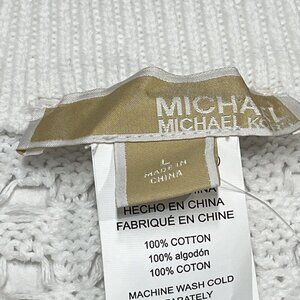 MICHAEL
MICHAEL
L
MADE IN
CHINA
HECHO EN CHINA
FABRIQUÉ EN CHINE
100% COTTON
100% algodón
100% COTON
MACHINE WASH COLD